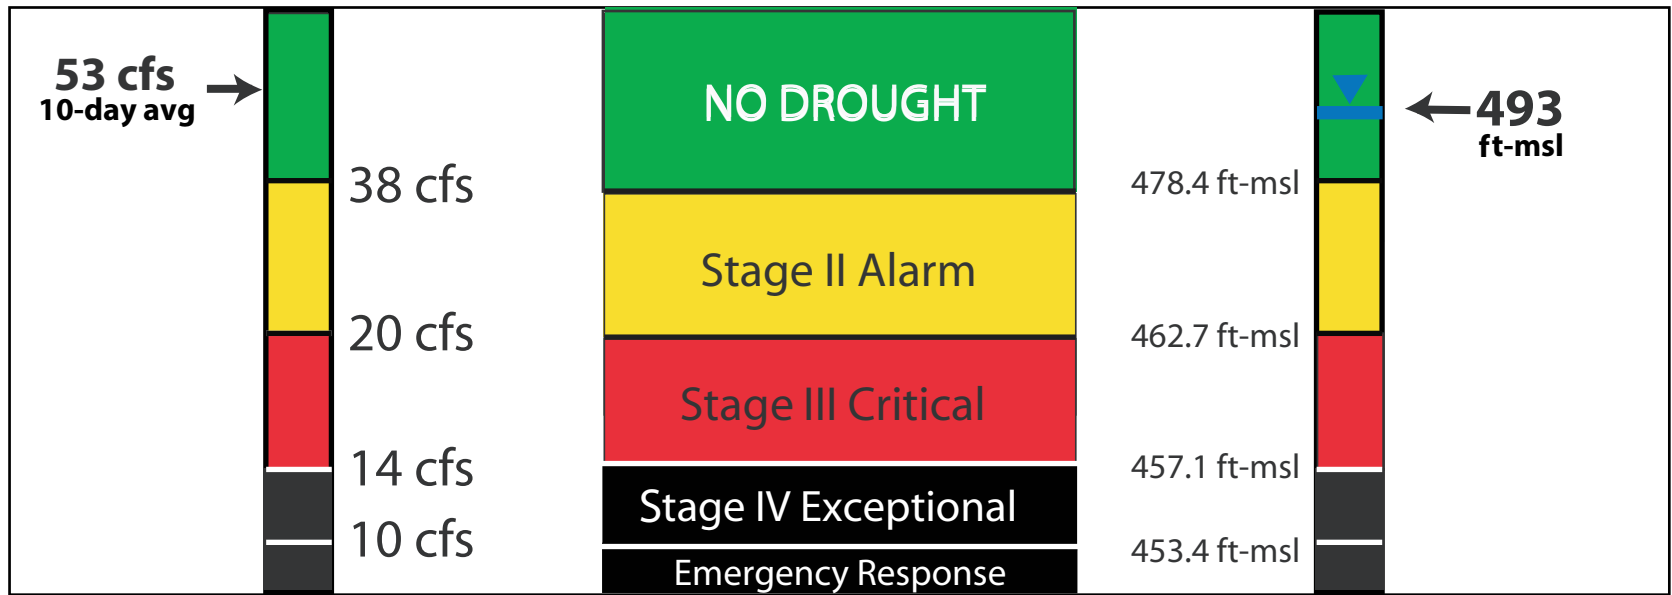 53 cfs
10-day avg
38 cfs
20 cfs
14 cfs
10 cfs
NO DROUGHT
Stage II Alarm
Stage III Critical
Stage IV Exceptional
Emergency Response
478.4 ft-msl
462.7 ft-msl
457.1 ft-msl
453.4 ft-msl
493
ft-msl